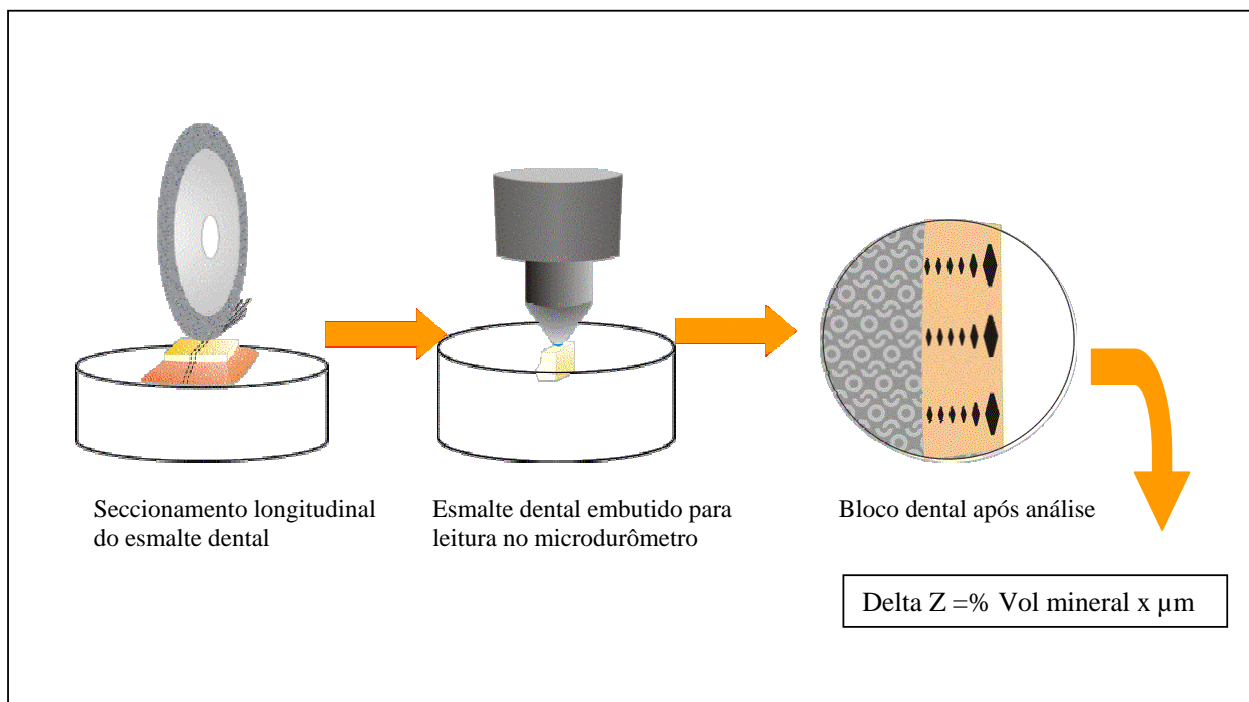 Seccionamento longitudinal
do esmalte dental
Esmalte dental embutido para
leitura no microdurômetro
Bloco dental após análise
Delta Z =% Vol mineral x µm